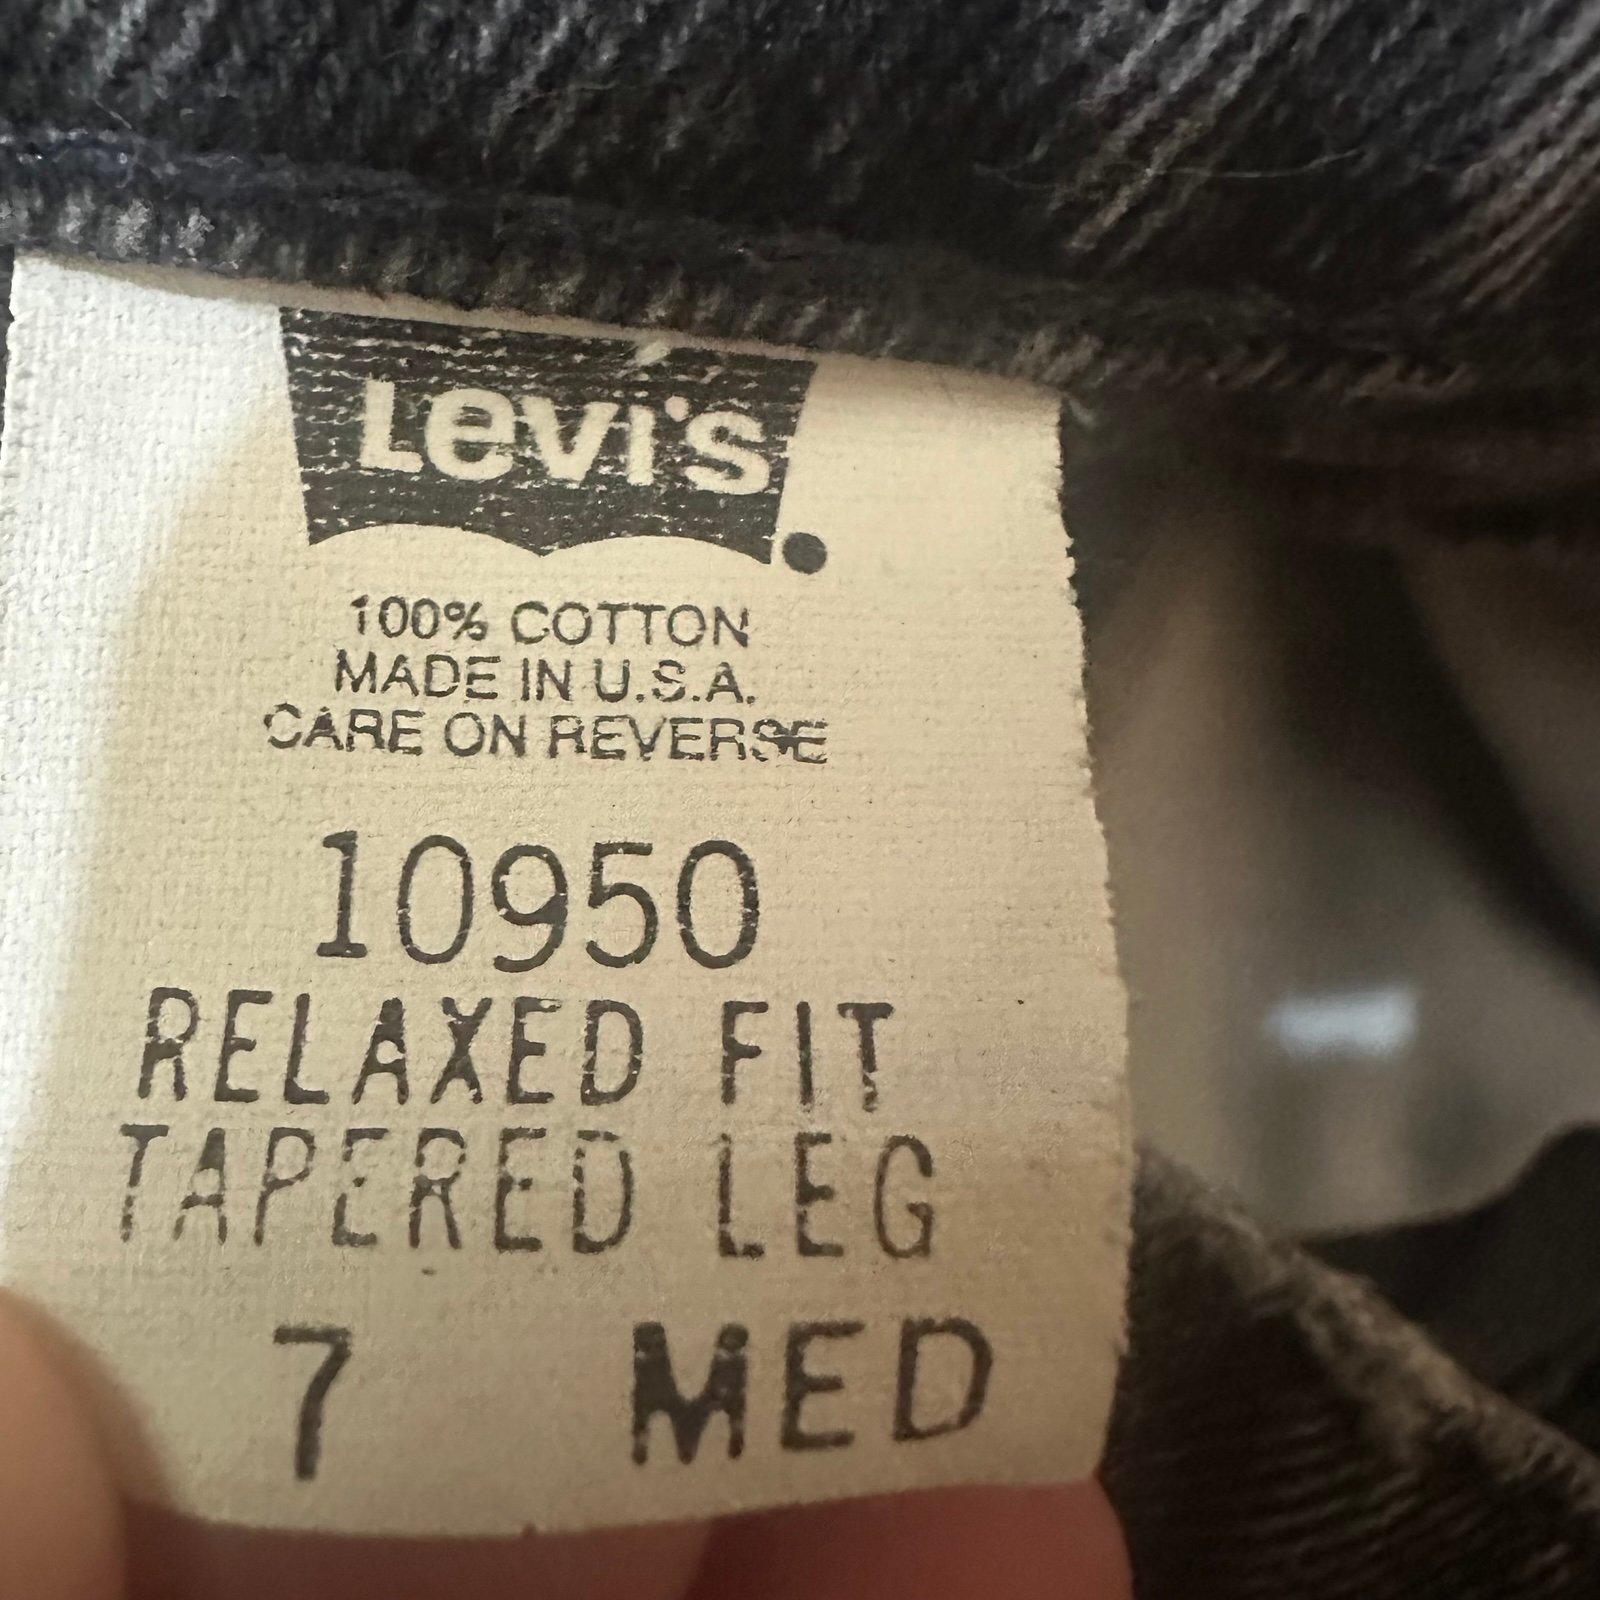 Levi's
100% COTTON
MADE IN U.S.A.
CARE ON REVERSE
10950
RELAXED FIT
TAPERED LEG
7 MED